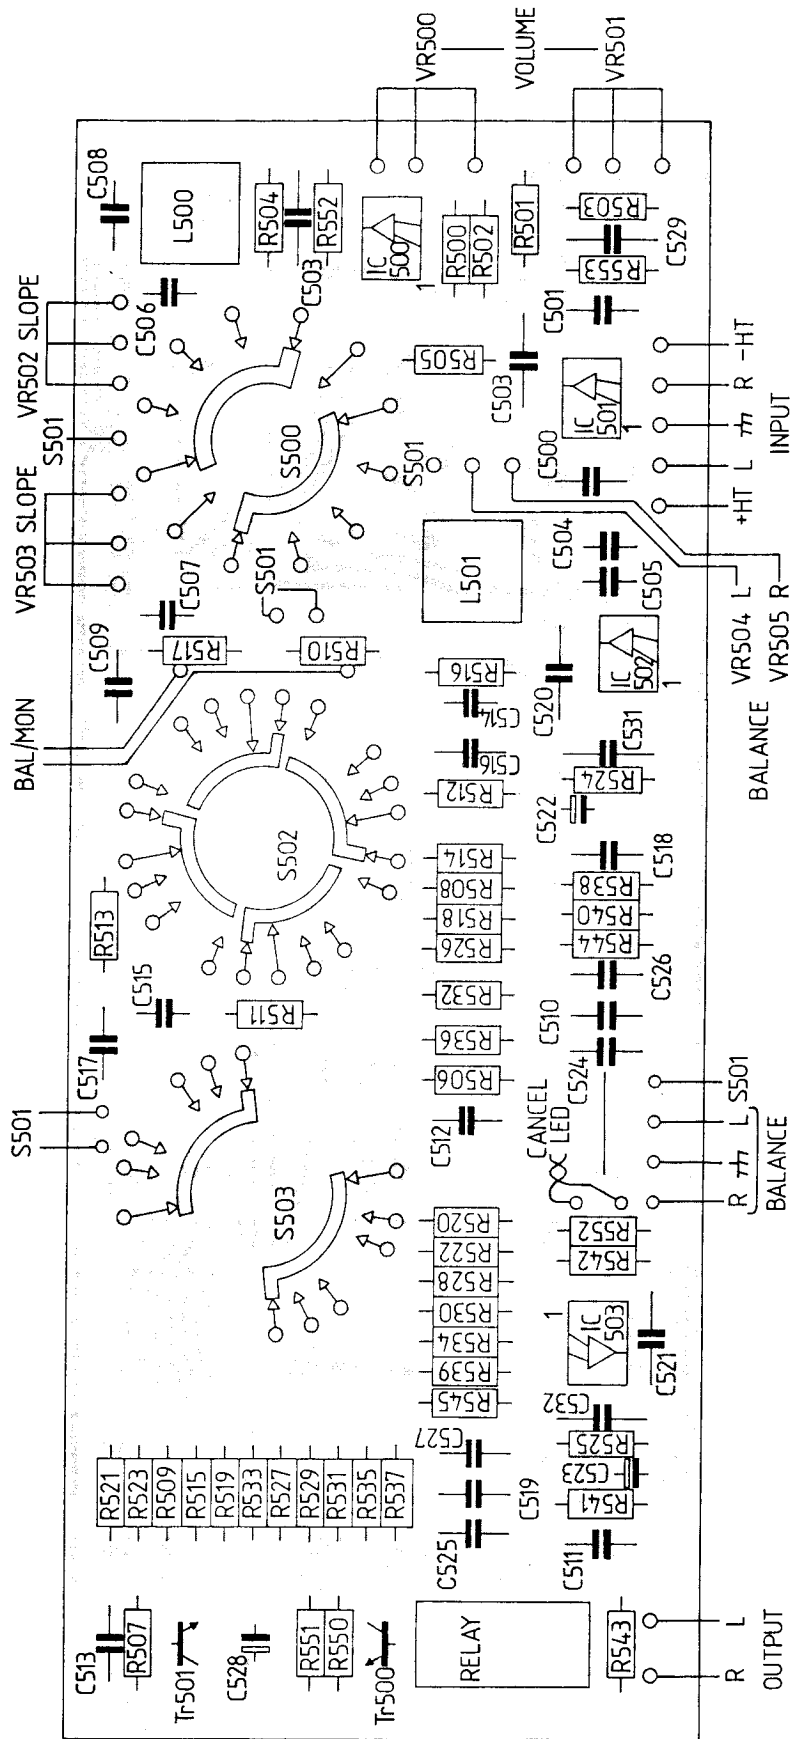 VR500
VOLUME
VR501
C508
L500
R504
C503
R552
IC
500
1
R500
R502
R501
R503
C529
R553
C501
VR502 SLOPE
C506
S501
VR503 SLOPE
S500
R505
C503
IC
501
1
-HT
R
L
+HT
INPUT
S501
C500
C504
C505
L501
C507
S501
C509
R517
R510
BAL/MON
R516
C514
C516
R512
C520
IC
502
1
VR504 L
VR505 R
BALANCE
C531
R524
C522
C518
R538
R540
R544
C526
C510
C524
S502
R513
C515
R511
C517
R514
R508
R518
R526
R532
R536
R506
C512
S501
S503
CANCEL
LED
S501
L
R
BALANCE
R552
R542
R520
R522
R528
R530
R534
R539
R545
1
IC
503
C521
C532
R525
C523
R541
C511
C527
C519
C525
R521
R523
R509
R515
R519
R533
R527
R529
R531
R535
R537
C513
R507
Tr501
C528
R551
R550
Tr500
RELAY
R543
L
R
OUTPUT